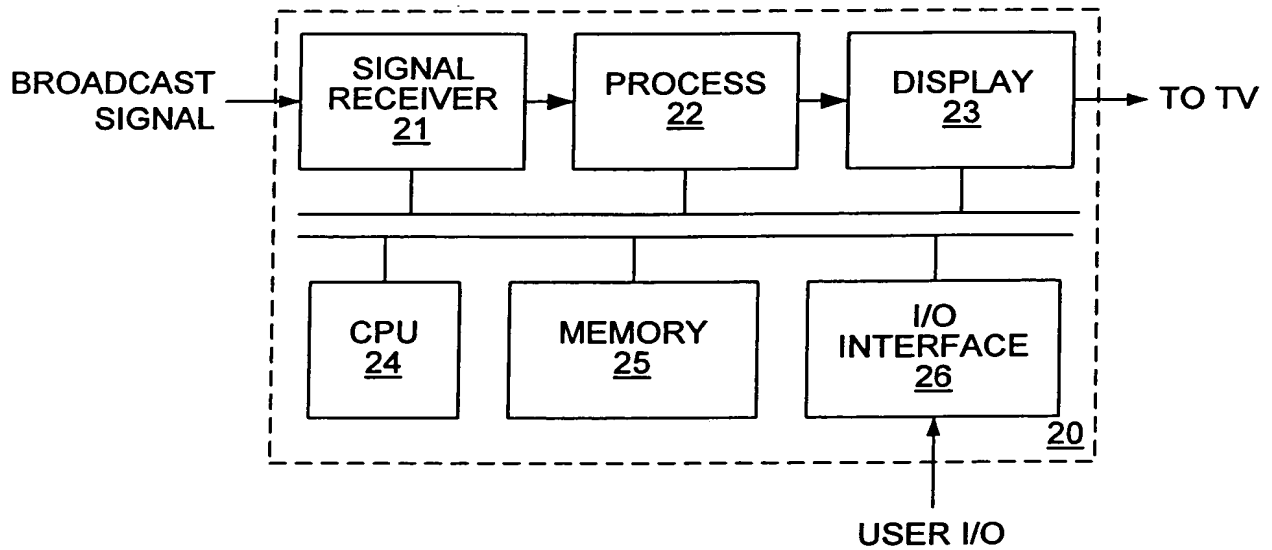 BROADCAST
SIGNAL
SIGNAL
RECEIVER
21
PROCESS
22
DISPLAY
23
TO TV
CPU
24
MEMORY
25
I/O
INTERFACE
26
20
USER I/O